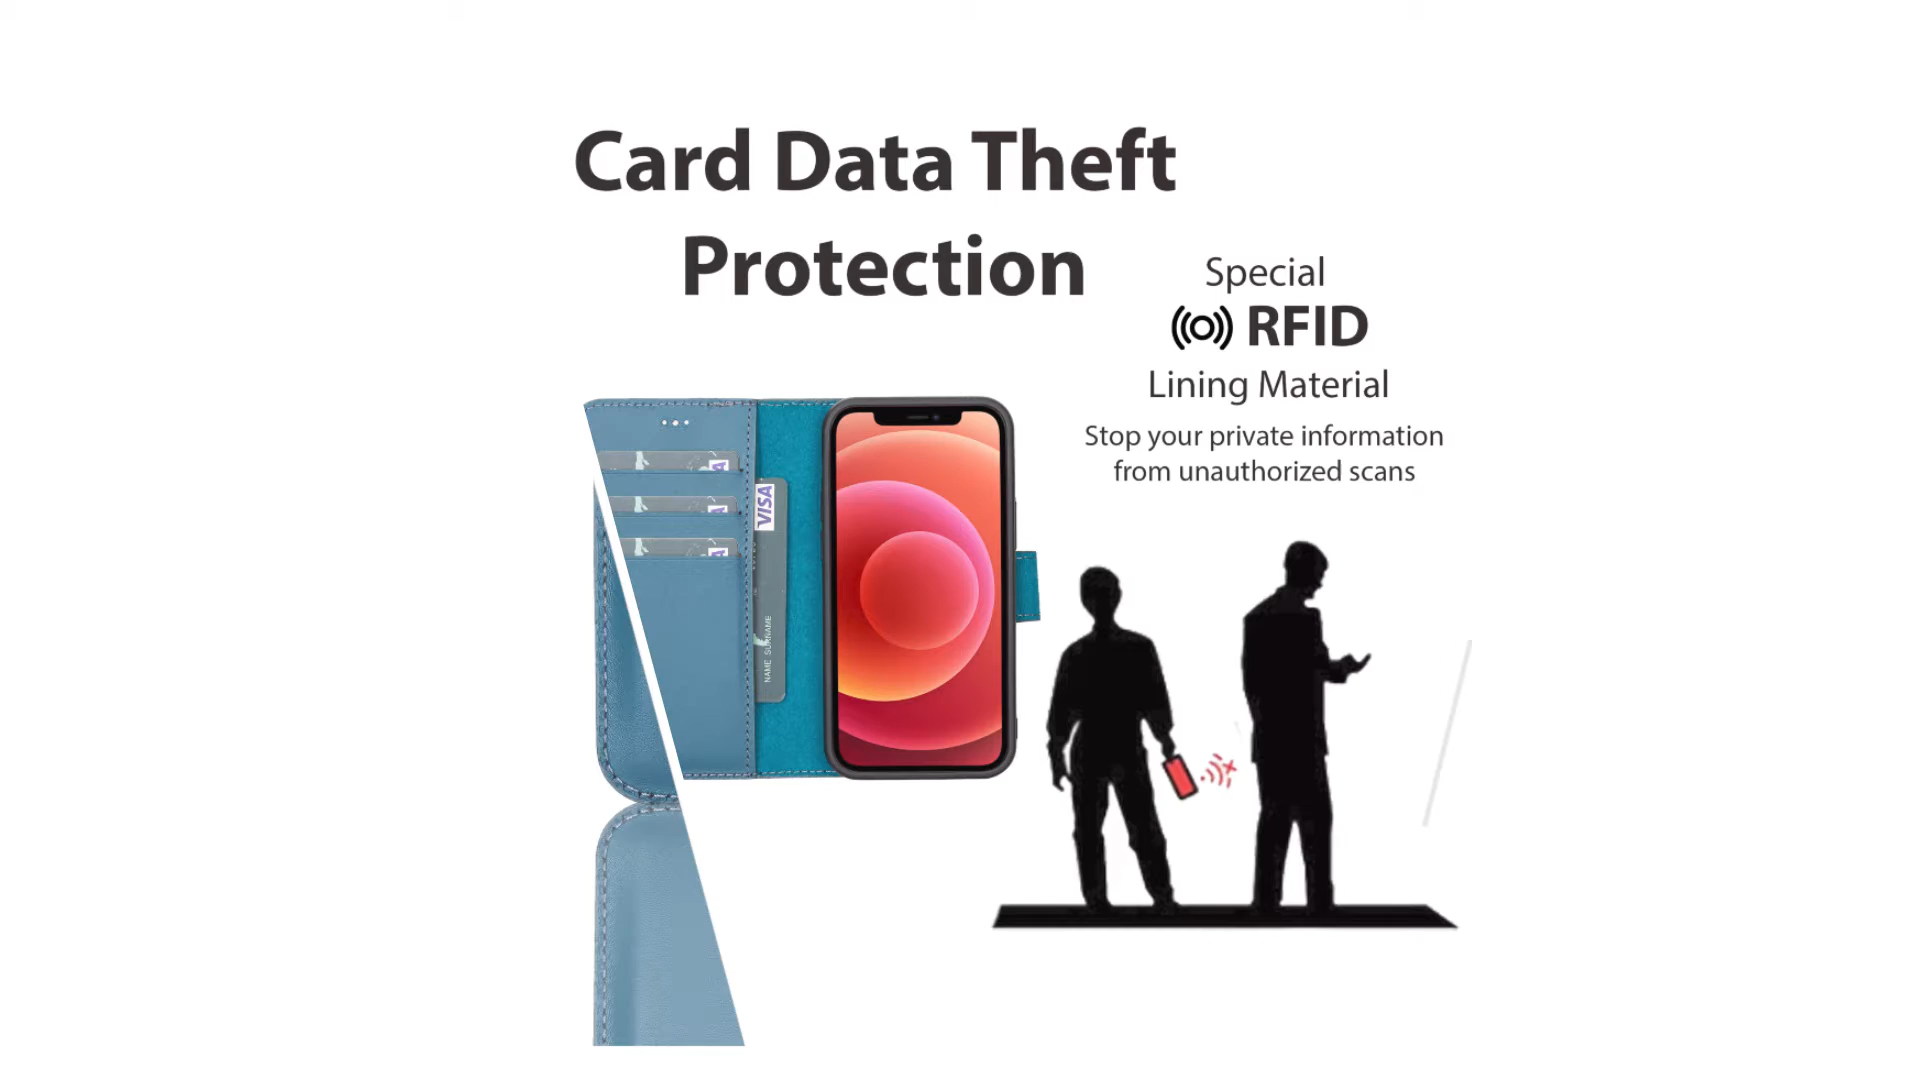 Card Data Theft
Protection
Special
RFID
Lining Material
Stop your private information
from unauthorized scans
VISA
NAME SURNAME